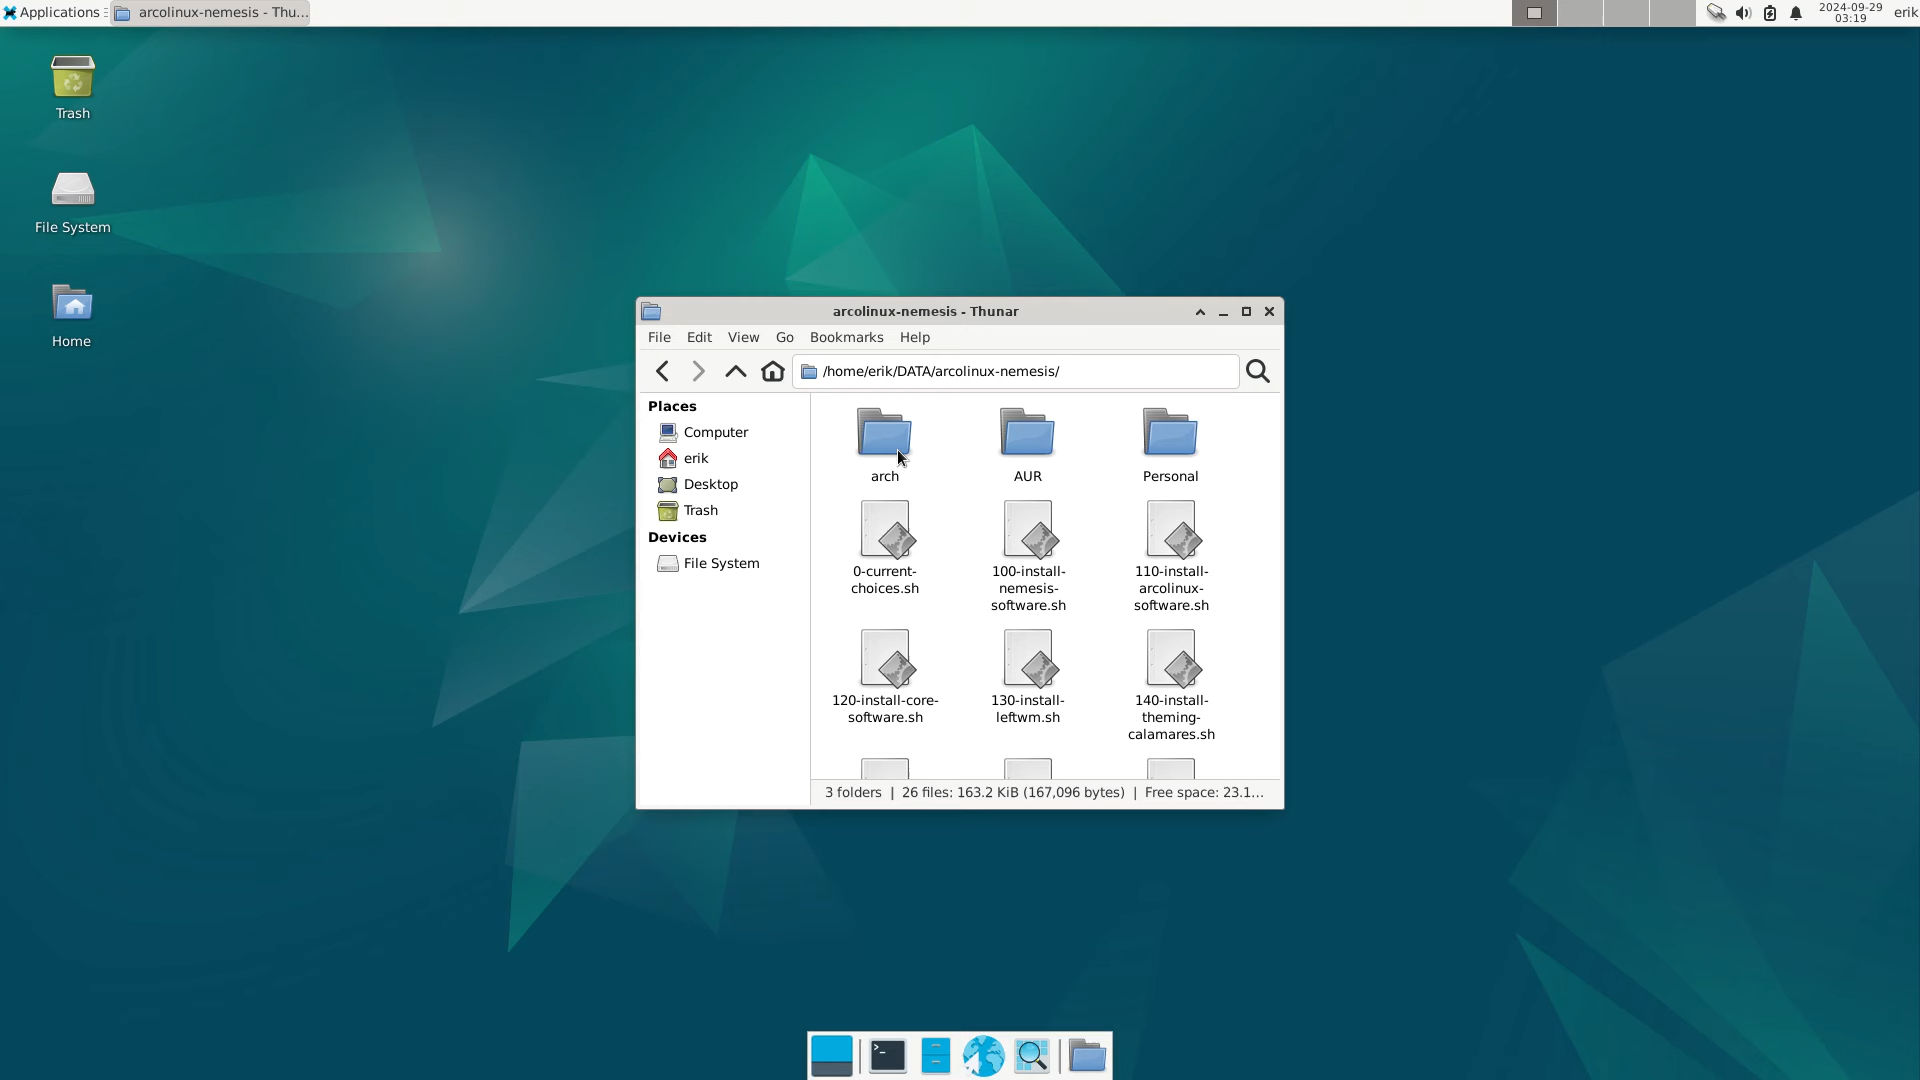 Applications
arcolinux-nemesis - Thu...
2024-09-29
03:19
erik
Trash
File System
Home
arcolinux-nemesis - Thunar
File Edit View Go Bookmarks Help
/home/erik/DATA/arcolinux-nemesis/
Places
Computer
erik
Desktop
Trash
Devices
File System
arch
AUR
Personal
0-current-
choices.sh
100-install-
nemesis-
software.sh
110-install-
arcolinux-
software.sh
120-install-core-
software.sh
130-install-
leftwm.sh
140-install-
theming-
calamares.sh
3 folders | 26 files: 163.2 KiB (167,096 bytes) | Free space: 23.1...